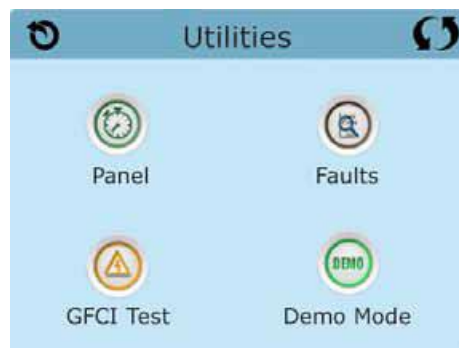 Utilities
Panel
Faults
DEMO
GFCI Test
Demo Mode